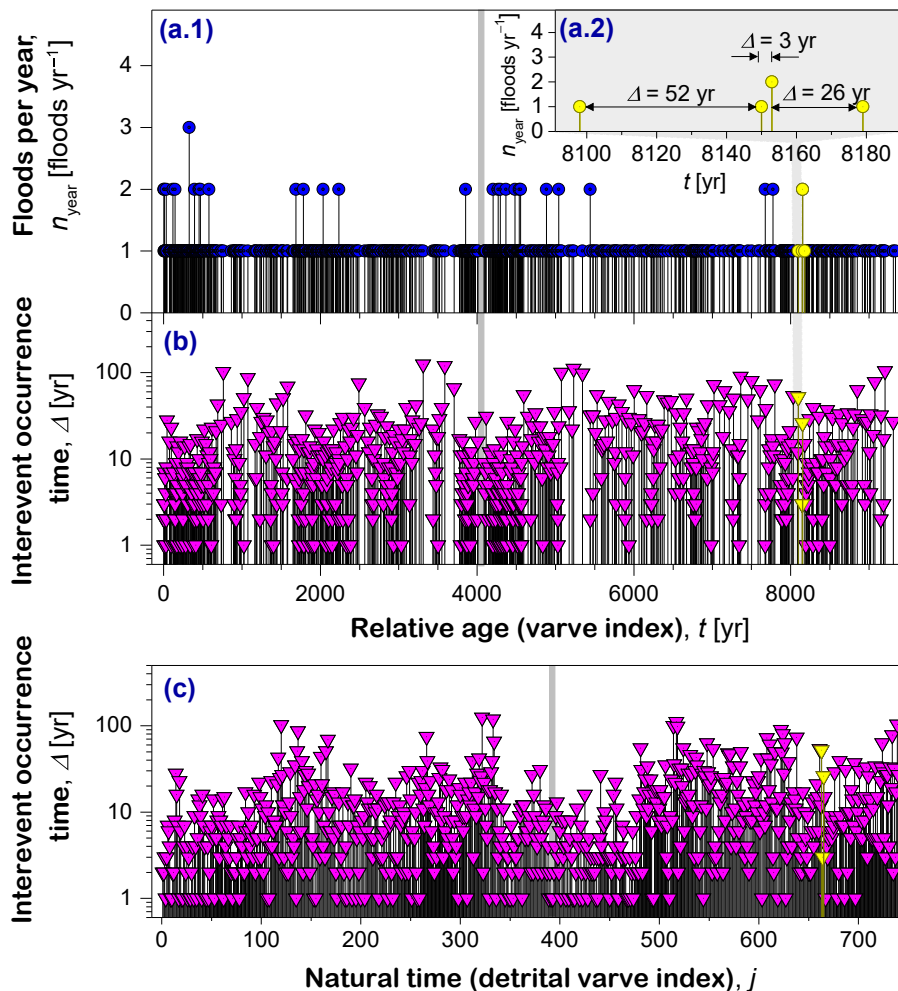 (a.1)
Floods per year,
n_year [floods yr⁻¹]
4
3
2
1
0
(a.2)
n_year [floods yr⁻¹]
4
3
2
1
0
Δ = 3 yr
Δ = 52 yr
Δ = 26 yr
8100 8120 8140 8160 8180
t [yr]
(b)
Interevent occurrence
time, Δ [yr]
100
10
1
0 2000 4000 6000 8000
Relative age (varve index), t [yr]
(c)
Interevent occurrence
time, Δ [yr]
100
10
1
0 100 200 300 400 500 600 700
Natural time (detrital varve index), j